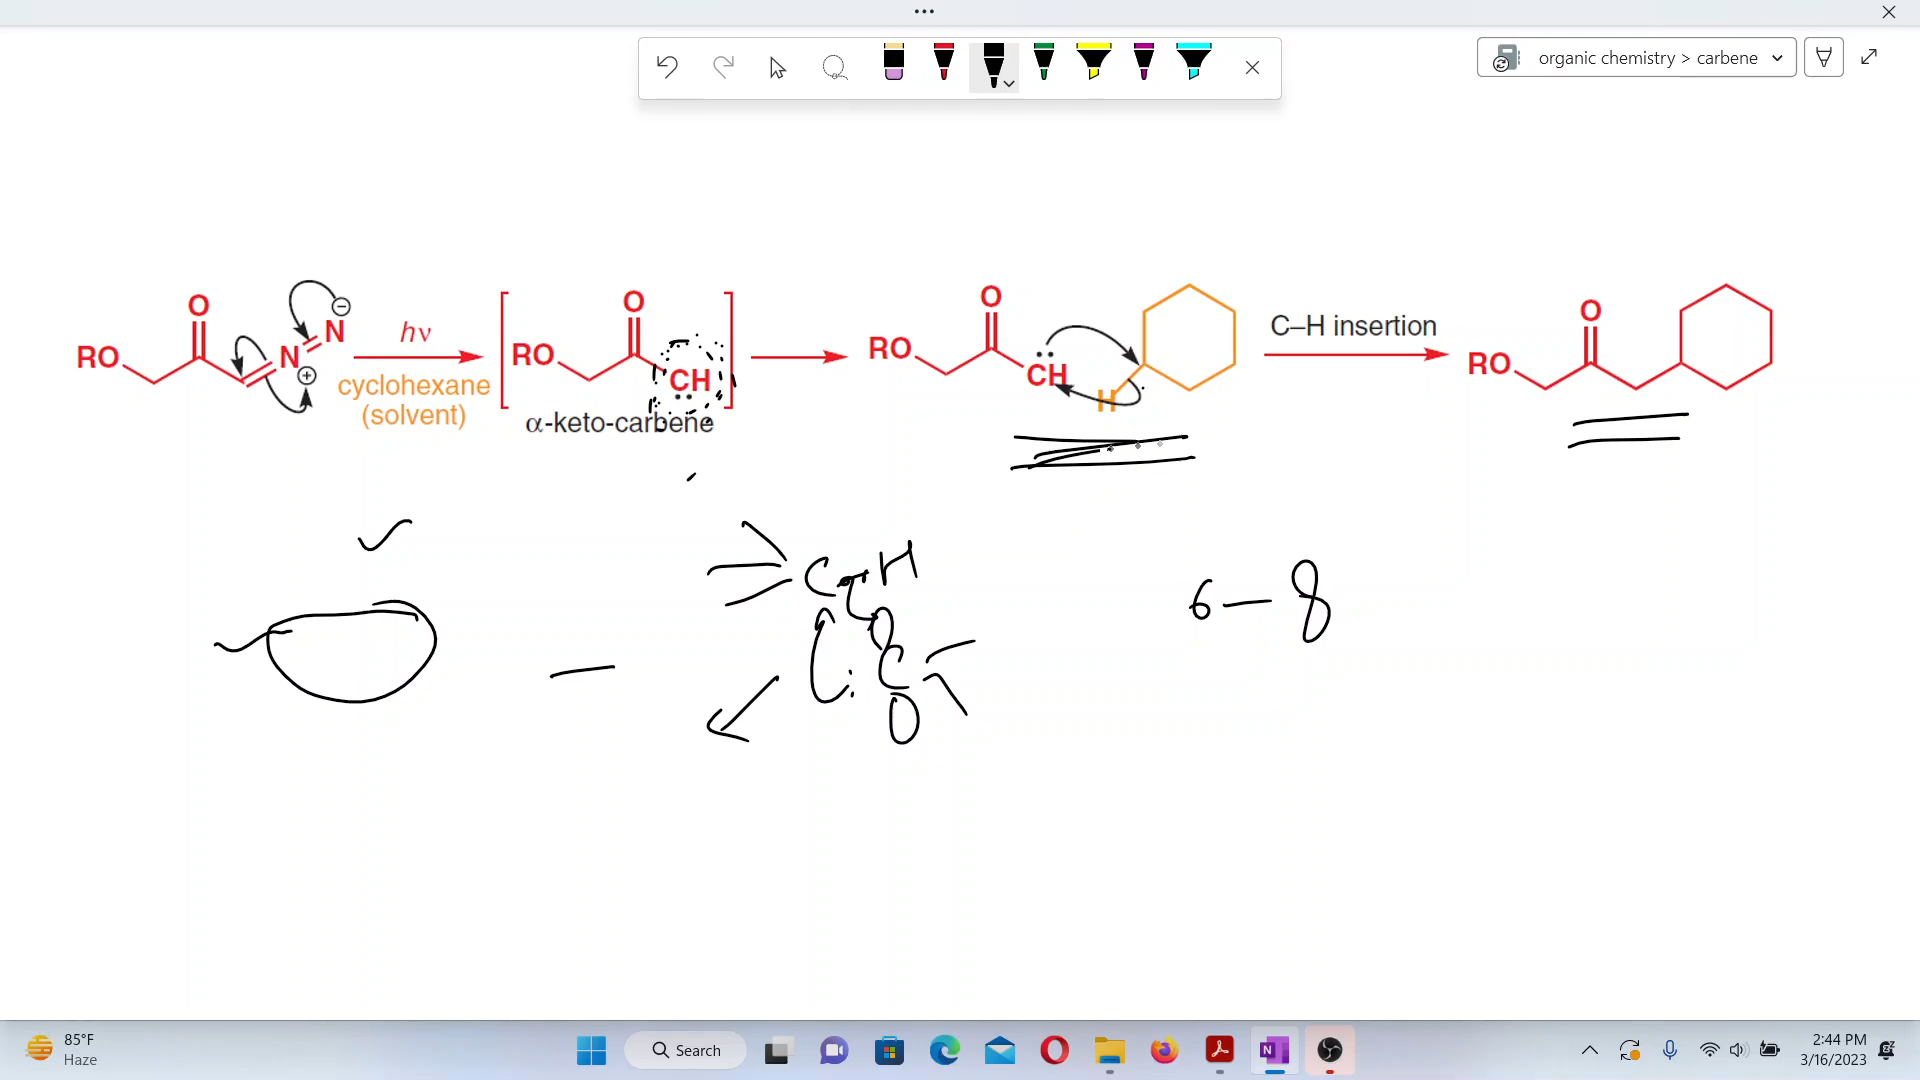 •••
organic chemistry > carbene
RO O N ⊕ N ⊖
hν
cyclohexane
(solvent)
RO O CH
α-keto-carbene
RO O CH H
C–H insertion
RO O
C H
C
6 – 8
85°F
Haze
Search
2:44 PM
3/16/2023